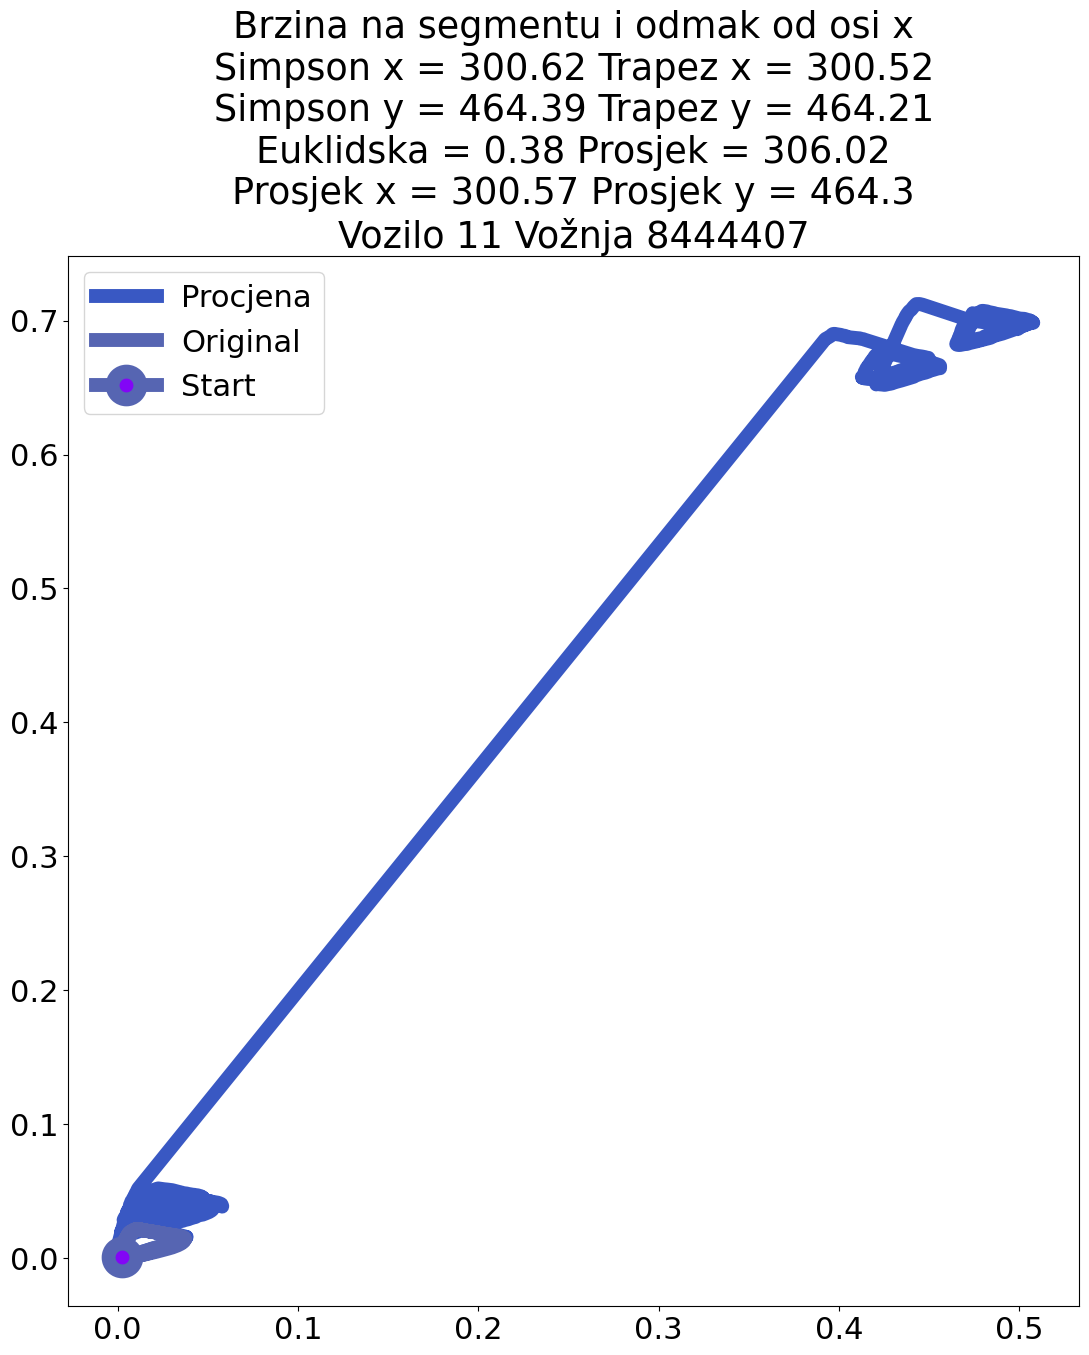 Brzina na segmentu i odmak od osi x
Simpson x = 300.62 Trapez x = 300.52
Simpson y = 464.39 Trapez y = 464.21
Euklidska = 0.38 Prosjek = 306.02
Prosjek x = 300.57 Prosjek y = 464.3
Vozilo 11 Vožnja 8444407
Procjena
Original
Start
0.7
0.6
0.5
0.4
0.3
0.2
0.1
0.0
0.0 0.1 0.2 0.3 0.4 0.5